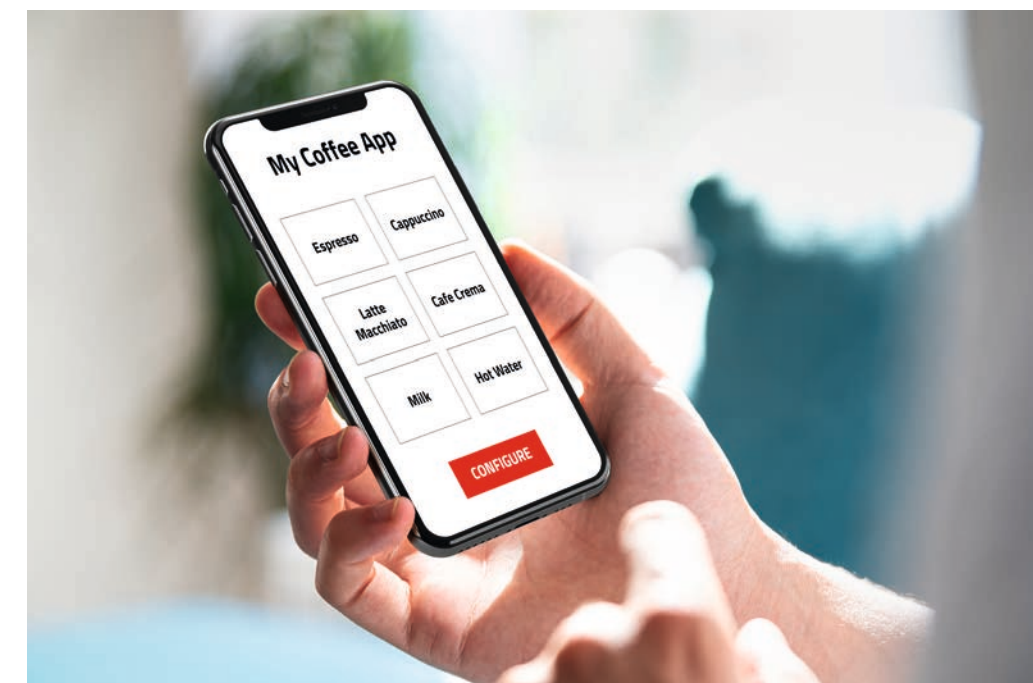 My Coffee App
Espresso
Cappuccino
Latte
Macchiato
Cafe Crema
Milk
Hot Water
CONFIGURE